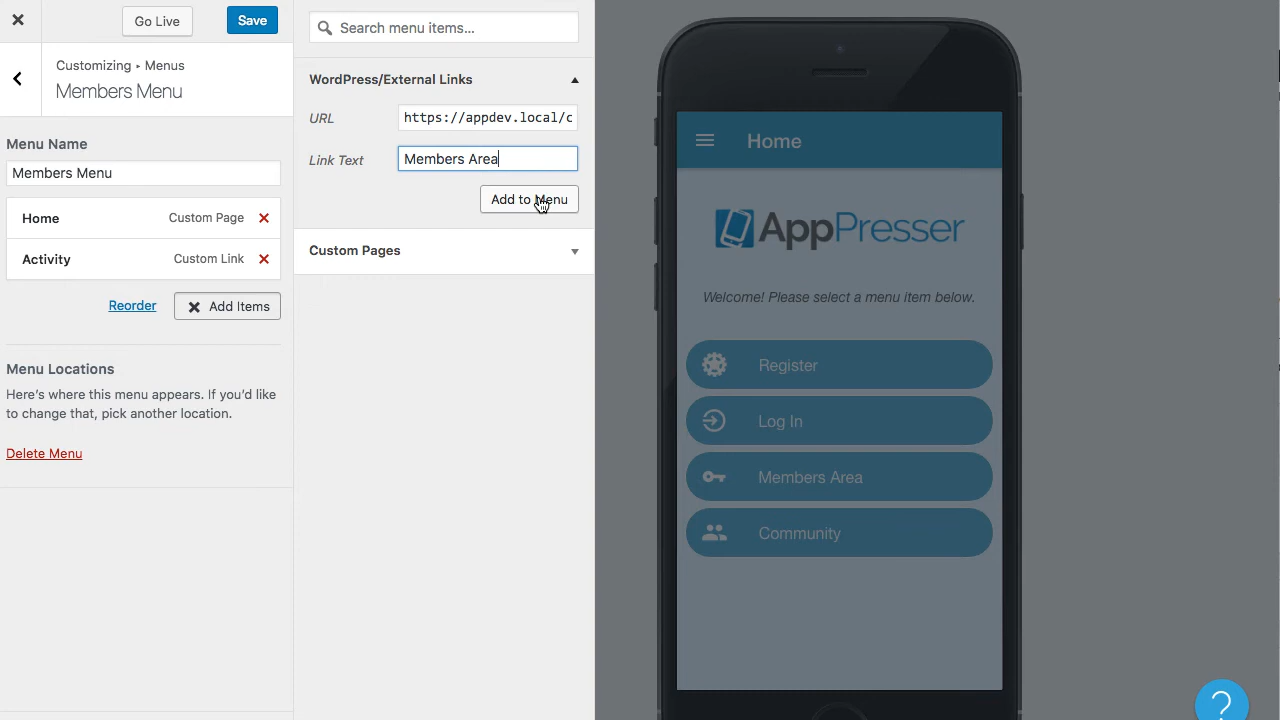 Go Live
Save
Customizing ▸ Menus
Members Menu
Menu Name
Members Menu
Home Custom Page
Activity Custom Link
Reorder
Add Items
Menu Locations
Here's where this menu appears. If you'd like
to change that, pick another location.
Delete Menu
Search menu items...
WordPress/External Links
URL https://appdev.local/c
Link Text Members Area
Add to Menu
Custom Pages
Home
AppPresser
Welcome! Please select a menu item below.
Register
Log In
Members Area
Community
?